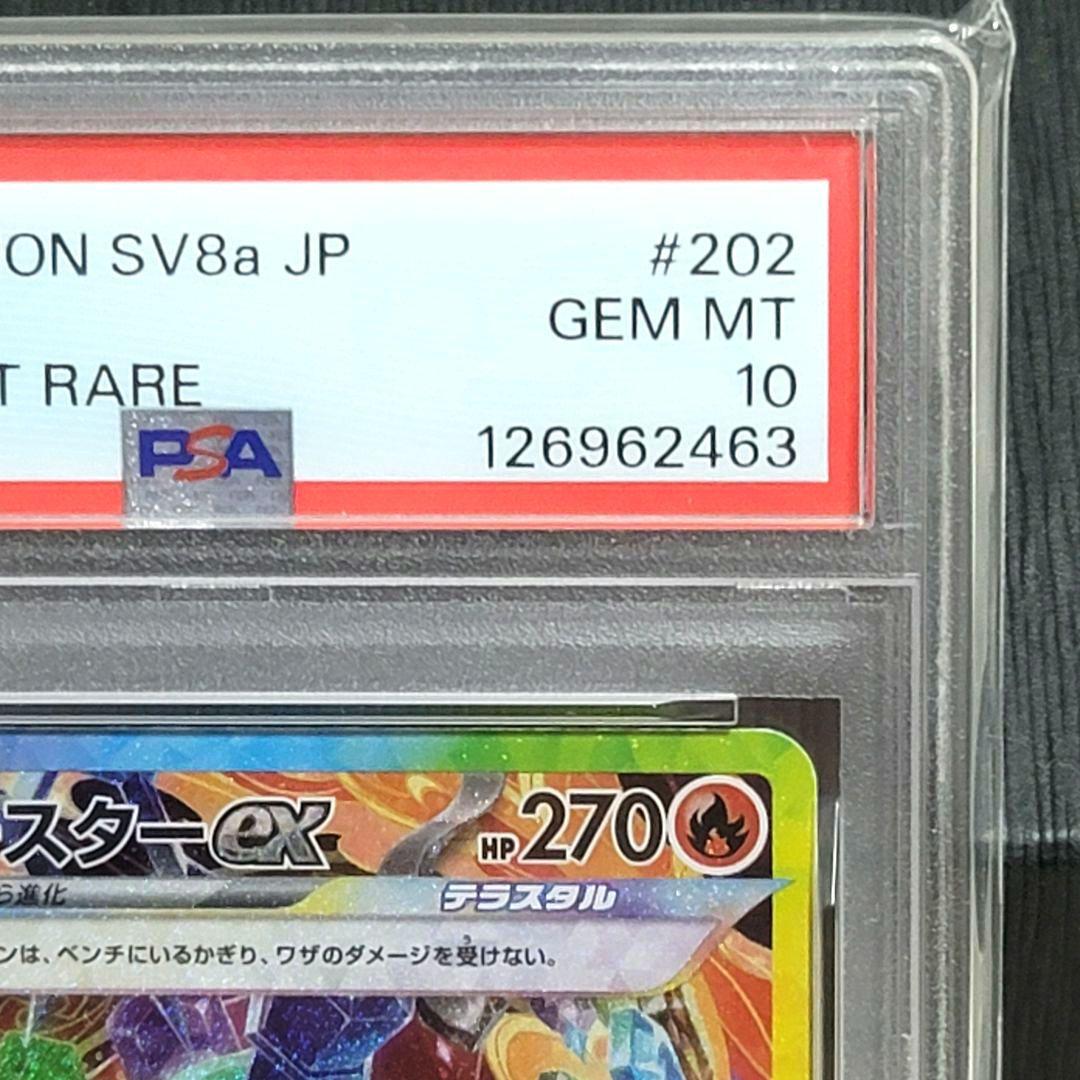 ON SV8a JP #202
GEM MT
T RARE 10
PSA 126962463
スターex HP270
ら進化 テラスタル
ンは、ベンチにいるかぎり、ワザのダメージを受けない。